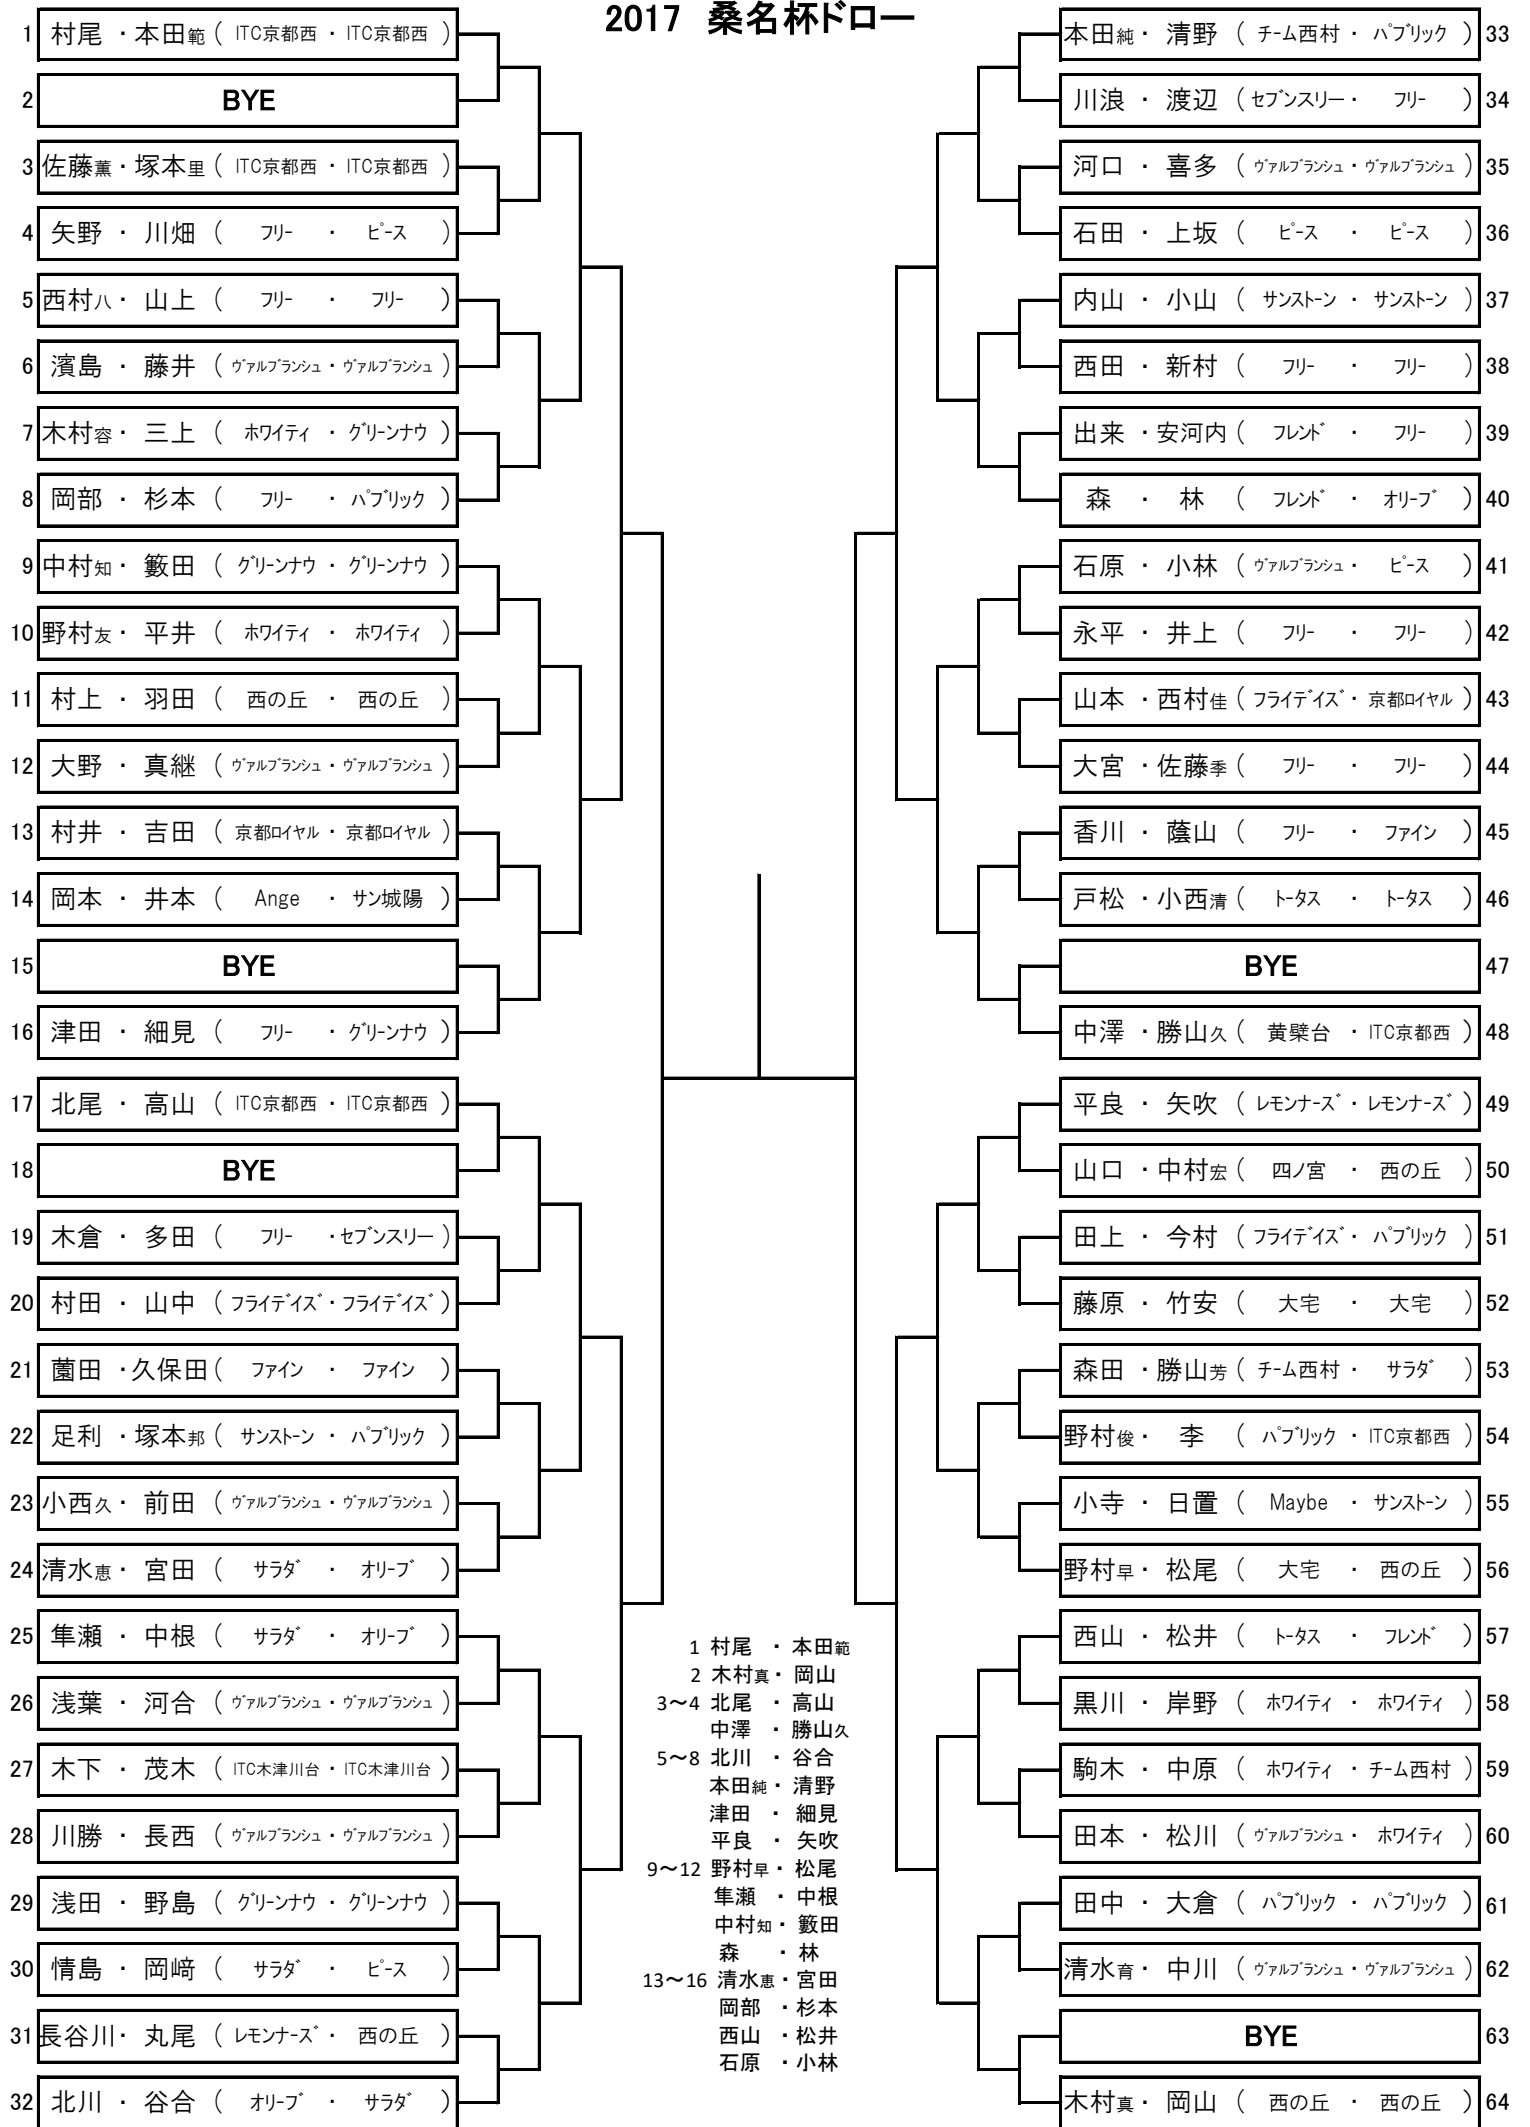 2017 桑名杯ドロー
1 村尾 ・本田範 ( ITC京都西 ・ ITC京都西 )
2 BYE
3 佐藤薫・塚本里 ( ITC京都西 ・ ITC京都西 )
4 矢野 ・ 川畑 ( フリー ・ ピース )
5 西村八・ 山上 ( フリー ・ フリー )
6 濱島 ・ 藤井 ( ヴァルブランシュ ・ ヴァルブランシュ )
7 木村容・ 三上 ( ホワイティ ・ グリーンナウ )
8 岡部 ・ 杉本 ( フリー ・ パブリック )
9 中村知・ 籔田 ( グリーンナウ ・ グリーンナウ )
10 野村友・ 平井 ( ホワイティ ・ ホワイティ )
11 村上 ・ 羽田 ( 西の丘 ・ 西の丘 )
12 大野 ・ 真継 ( ヴァルブランシュ ・ ヴァルブランシュ )
13 村井 ・ 吉田 ( 京都ロイヤル ・ 京都ロイヤル )
14 岡本 ・ 井本 ( Ange ・ サン城陽 )
15 BYE
16 津田 ・ 細見 ( フリー ・ グリーンナウ )
17 北尾 ・ 高山 ( ITC京都西 ・ ITC京都西 )
18 BYE
19 木倉 ・ 多田 ( フリー ・セブンスリー )
20 村田 ・ 山中 ( フライデイズ ・ フライデイズ )
21 薗田 ・久保田 ( ファイン ・ ファイン )
22 足利 ・塚本邦 ( サンストーン ・ パブリック )
23 小西久・ 前田 ( ヴァルブランシュ ・ ヴァルブランシュ )
24 清水恵・ 宮田 ( サラダ ・ オリーブ )
25 隼瀬 ・ 中根 ( サラダ ・ オリーブ )
26 浅葉 ・ 河合 ( ヴァルブランシュ ・ ヴァルブランシュ )
27 木下 ・ 茂木 ( ITC木津川台 ・ ITC木津川台 )
28 川勝 ・ 長西 ( ヴァルブランシュ ・ ヴァルブランシュ )
29 浅田 ・ 野島 ( グリーンナウ ・ グリーンナウ )
30 情島 ・ 岡﨑 ( サラダ ・ ピース )
31 長谷川・ 丸尾 ( レモンナーズ ・ 西の丘 )
32 北川 ・ 谷合 ( オリーブ ・ サラダ )
1 村尾 ・ 本田範
2 木村真・ 岡山
3～4 北尾 ・ 高山
中澤 ・ 勝山久
5～8 北川 ・ 谷合
本田純・ 清野
津田 ・ 細見
平良 ・ 矢吹
9～12 野村早・ 松尾
隼瀬 ・ 中根
中村知・ 籔田
森 ・ 林
13～16 清水恵・ 宮田
岡部 ・ 杉本
西山 ・ 松井
石原 ・ 小林
本田純・ 清野 ( チーム西村 ・ パブリック ) 33
川浪 ・ 渡辺 ( セブンスリー ・ フリー ) 34
河口 ・ 喜多 ( ヴァルブランシュ ・ ヴァルブランシュ ) 35
石田 ・ 上坂 ( ピース ・ ピース ) 36
内山 ・ 小山 ( サンストーン ・ サンストーン ) 37
西田 ・ 新村 ( フリー ・ フリー ) 38
出来 ・安河内 ( フレンド ・ フリー ) 39
森 ・ 林 ( フレンド ・ オリーブ ) 40
石原 ・ 小林 ( ヴァルブランシュ ・ ピース ) 41
永平 ・ 井上 ( フリー ・ フリー ) 42
山本 ・西村佳 ( フライデイズ ・ 京都ロイヤル ) 43
大宮 ・佐藤季 ( フリー ・ フリー ) 44
香川 ・ 蔭山 ( フリー ・ ファイン ) 45
戸松 ・小西清 ( トータス ・ トータス ) 46
BYE 47
中澤 ・勝山久 ( 黄檗台 ・ ITC京都西 ) 48
平良 ・ 矢吹 ( レモンナーズ ・ レモンナーズ ) 49
山口 ・中村宏 ( 四ノ宮 ・ 西の丘 ) 50
田上 ・ 今村 ( フライデイズ ・ パブリック ) 51
藤原 ・ 竹安 ( 大宅 ・ 大宅 ) 52
森田 ・勝山芳 ( チーム西村 ・ サラダ ) 53
野村俊・ 李 ( パブリック ・ ITC京都西 ) 54
小寺 ・ 日置 ( Maybe ・ サンストーン ) 55
野村早・ 松尾 ( 大宅 ・ 西の丘 ) 56
西山 ・ 松井 ( トータス ・ フレンド ) 57
黒川 ・ 岸野 ( ホワイティ ・ ホワイティ ) 58
駒木 ・ 中原 ( ホワイティ ・ チーム西村 ) 59
田本 ・ 松川 ( ヴァルブランシュ ・ ホワイティ ) 60
田中 ・ 大倉 ( パブリック ・ パブリック ) 61
清水育・ 中川 ( ヴァルブランシュ ・ ヴァルブランシュ ) 62
BYE 63
木村真・ 岡山 ( 西の丘 ・ 西の丘 ) 64